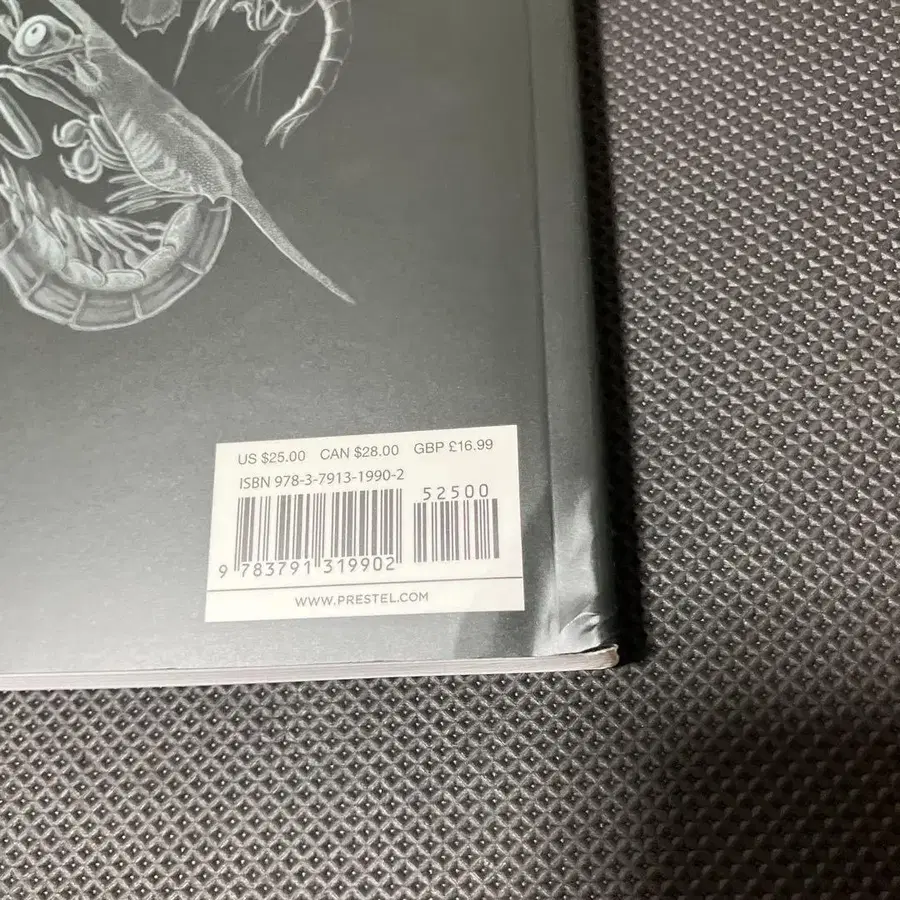 US $25.00 CAN $28.00 GBP £16.99
ISBN 978-3-7913-1990-2
52500
9 783791 319902
WWW.PRESTEL.COM